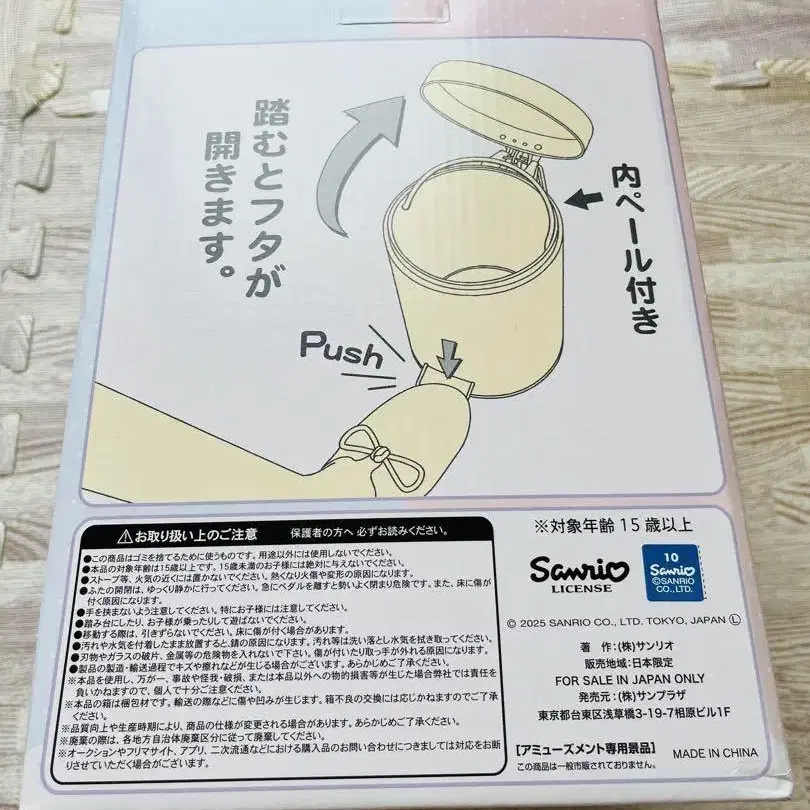 踏むとフタが
開きます。
内ペール付き
Push
⚠お取り扱い上のご注意 保護者の方へ 必ずお読みください。
●この商品はゴミを捨てるために使うものです。用途以外には使用しないでください。
●本品の対象年齢は15歳以上です。15歳未満のお子様には絶対に与えないでください。
●ストーブ等、火気の近くには置かないでください。熱くなり火傷や変形の原因になります。
●ふたの開閉は、ゆっくり静かに行ってください。急にペダルを離すと勢いよく閉まり危険です。また、床に傷が
付く原因になります。
●手を挟まないよう注意してください。特にお子様には注意してください。
●踏み台にしたり、お子様が乗ったりして遊ばないでください。
●移動する際は、引きずらないでください。床に傷が付く場合があります。
●汚れや水気を付着したまま放置すると、錆の原因になります。汚れ等は洗い落とし水気を拭き取ってください。
●刃物やガラスの破片、金属等の危険物を入れないで下さい。傷が付いたり取っ手が外れる原因になります。
●製品の製造・輸送過程でキズや擦れなどが生じる場合がございます。あらかじめご了承ください。
※本品を使用し、万が一、事故や怪我・破損、または本品以外への物的損害等が生じた場合弊社では責任を
負いかねますので、個人で十分ご注意ください。
※本品の箱は梱包材です。輸送の際などに傷や凹みが生じます。箱不良の交換には応じかねますのでご了承
ください。
※品質向上や生産時期により、商品の仕様が変更される場合があります。あらかじめご了承ください。
※廃棄の際は、各地方自治体廃棄区分に従って廃棄してください。
※オークションやフリマサイト、アプリ、二次流通などにおける購入品のお問い合わせにつきましては対応をお断
りさせていただく場合がございます。
※対象年齢15歳以上
Sanrio
LICENSE
10
Sanrio
©SANRIO
CO.,LTD.
© 2025 SANRIO CO., LTD. TOKYO, JAPAN Ⓛ
著作:(株)サンリオ
販売地域:日本限定
FOR SALE IN JAPAN ONLY
発売元:(株)サンプラザ
東京都台東区浅草橋3-19-7相原ビル1F
【アミューズメント専用景品】
この商品は一般市販されておりません。
MADE IN CHINA